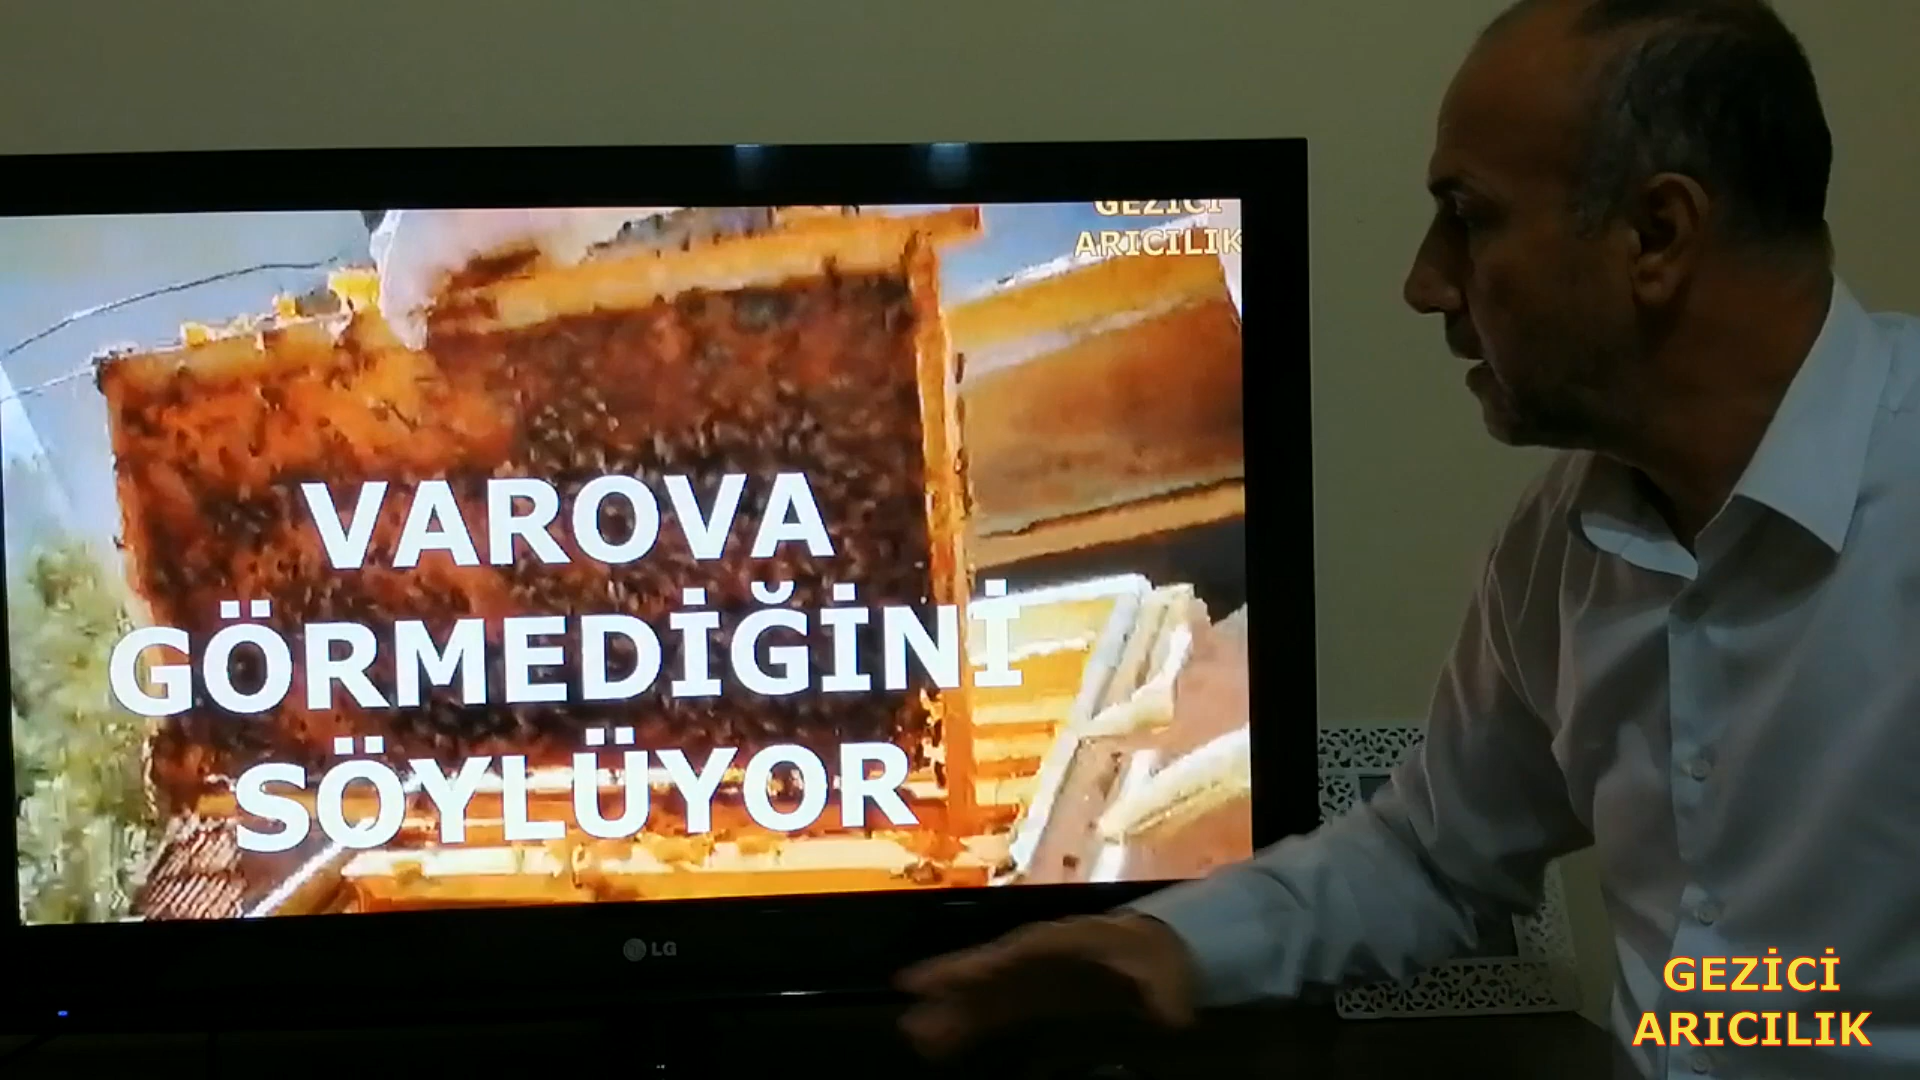 GEZİCİ
ARICILIK
VAROVA
GÖRMEDİĞİNİ
SÖYLÜYOR
LG
GEZİCİ
ARICILIK